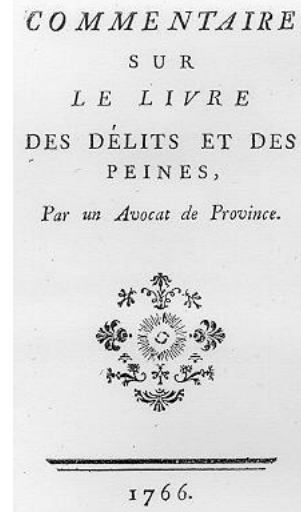 COMMENTAIRE
SUR
LE LIVRE
DES DÉLITS ET DES
PEINES,
Par un Avocat de Province.
1766.